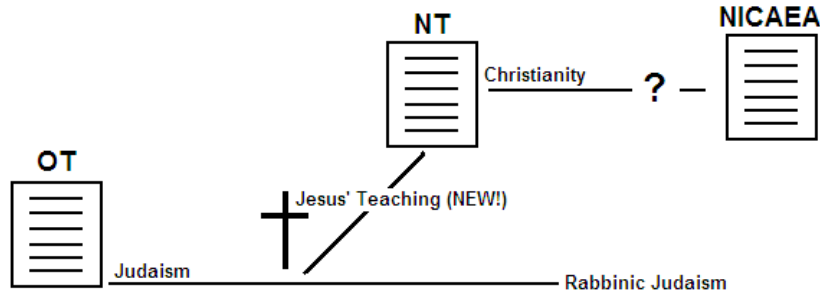 NICAEA
NT
Christianity
?
OT
Jesus' Teaching (NEW!)
Judaism
Rabbinic Judaism